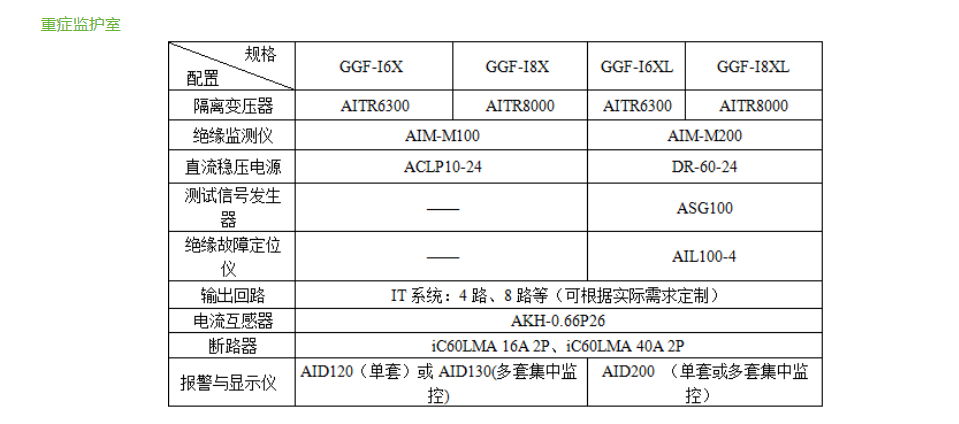 重症监护室
规格
配置
GGF-I6X GGF-I8X GGF-I6XL GGF-I8XL
隔离变压器 AITR6300 AITR8000 AITR6300 AITR8000
绝缘监测仪 AIM-M100 AIM-M200
直流稳压电源 ACLP10-24 DR-60-24
测试信号发生
器
—— ASG100
绝缘故障定位
仪
—— AIL100-4
输出回路 IT 系统：4 路、8 路等（可根据实际需求定制）
电流互感器 AKH-0.66P26
断路器 iC60LMA 16A 2P、iC60LMA 40A 2P
报警与显示仪
AID120（单套）或 AID130(多套集中监
控)
AID200 （单套或多套集中监
控）